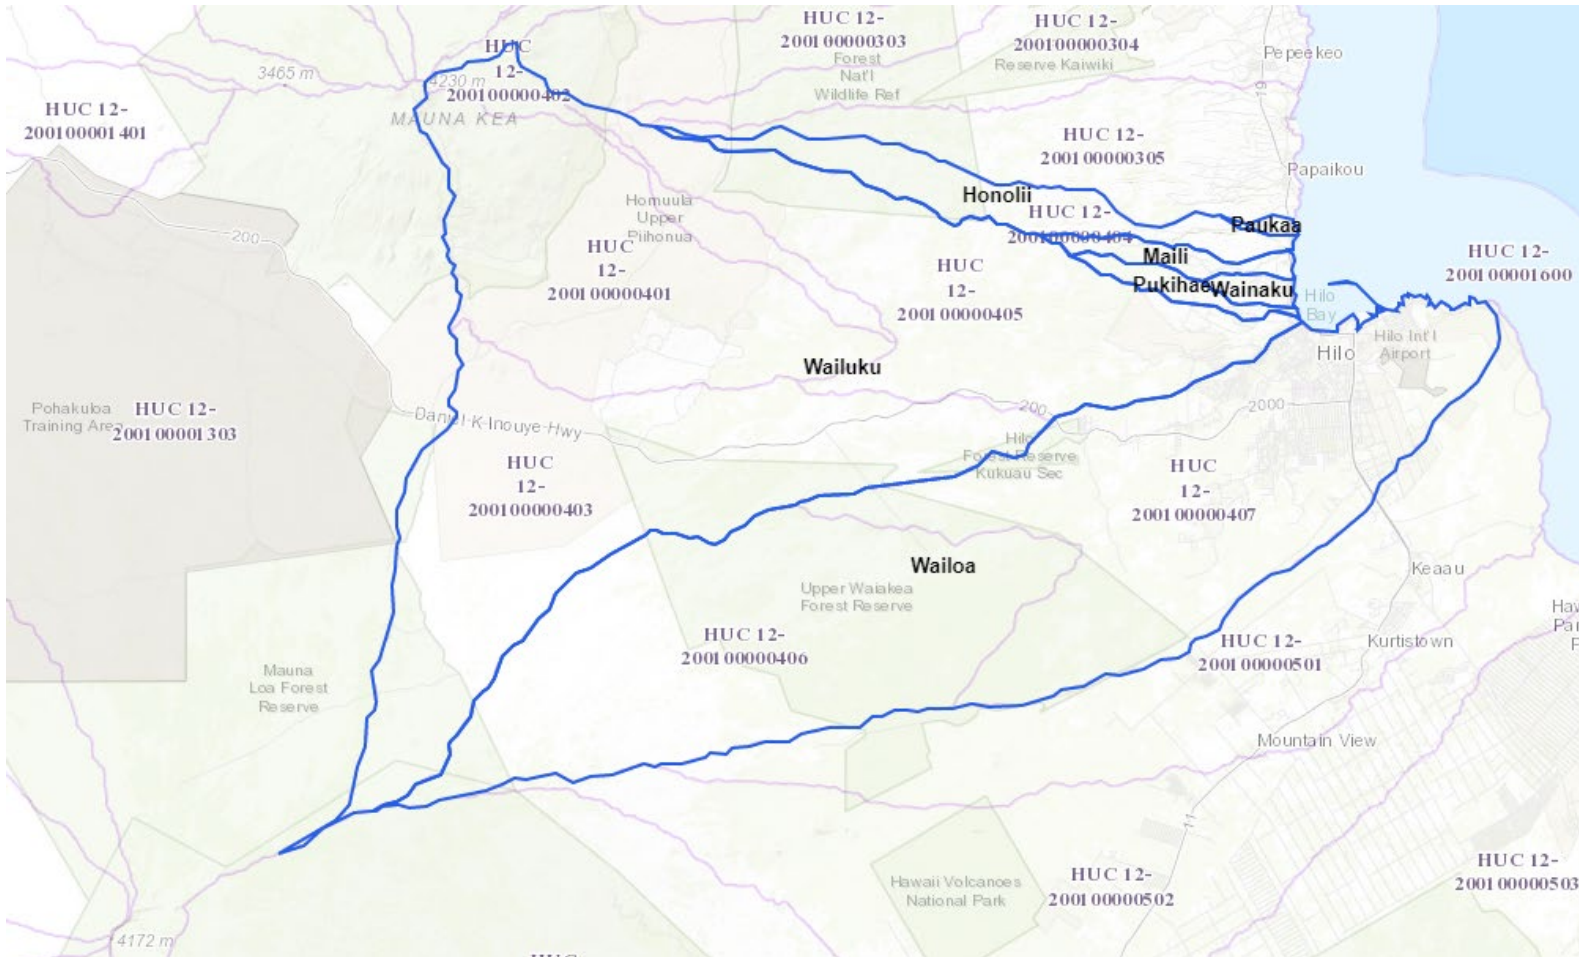 HUC 12-
200100000303
HUC 12-
200100000304
Forest
Nat'l
Wildlife Ref
Reserve Kaiwiki
Pepeekeo
19
3465 m
HUC
12-
200100000402
4230 m
MAUNA KEA
HUC 12-
200100001401
HUC 12-
200100000305
Papaikou
Honolii
HUC 12-
200100000404
Paukaa
Homuula
Upper
Piihonua
200
HUC
12-
200100000401
HUC
12-
200100000405
Maili
Pukihae
Wainaku
HUC 12-
200100001600
Hilo
Bay
Hilo
Hilo Int'l
Airport
Wailuku
Pohakuloa
Training Area
HUC 12-
200100001303
Daniel K Inouye Hwy
200
2000
Hilo
Forest Reserve
Kukuau Sec
HUC
12-
200100000403
HUC
12-
200100000407
Wailoa
Upper Waiakea
Forest Reserve
Keaau
HUC 12-
200100000406
HUC 12-
200100000501
Kurtistown
Mauna
Loa Forest
Reserve
Mountain View
11
Hawaii Volcanoes
National Park
HUC 12-
200100000502
HUC 12-
200100000503
4172 m